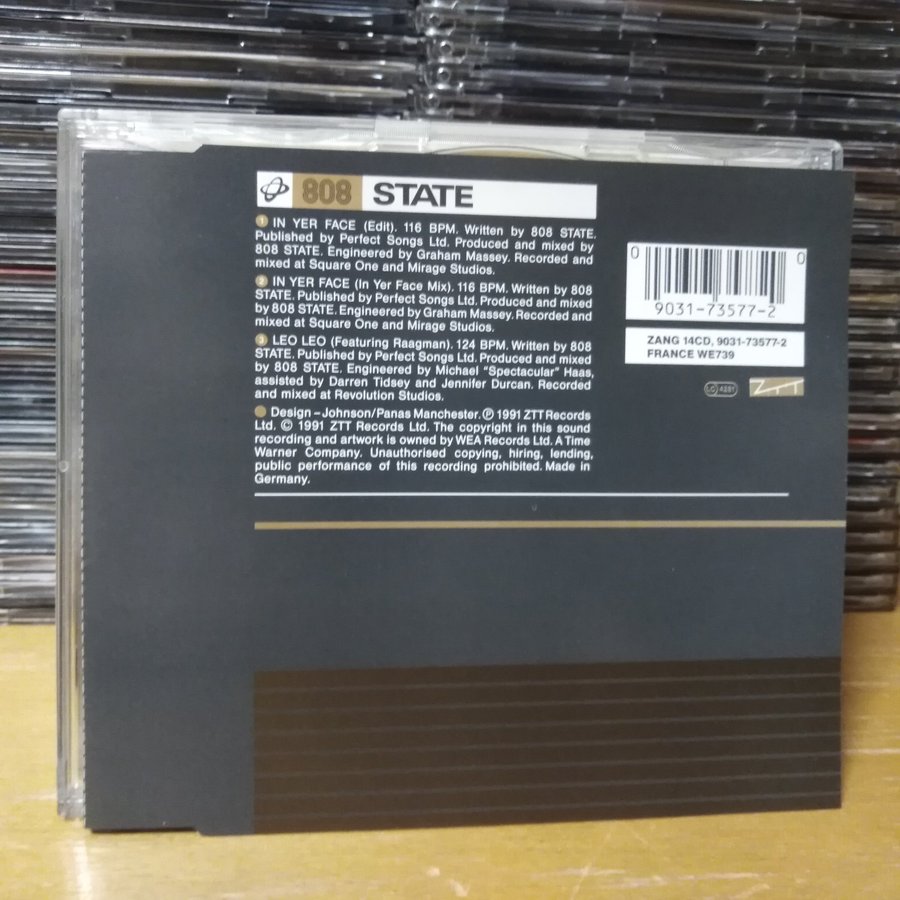 808 STATE
1 IN YER FACE (Edit). 116 BPM. Written by 808 STATE.
Published by Perfect Songs Ltd. Produced and mixed by
808 STATE. Engineered by Graham Massey. Recorded and
mixed at Square One and Mirage Studios.
2 IN YER FACE (In Yer Face Mix). 116 BPM. Written by 808
STATE. Published by Perfect Songs Ltd. Produced and mixed
by 808 STATE. Engineered by Graham Massey. Recorded and
mixed at Square One and Mirage Studios.
3 LEO LEO (Featuring Raagman). 124 BPM. Written by 808
STATE. Published by Perfect Songs Ltd. Produced and mixed
by 808 STATE. Engineered by Michael "Spectacular" Haas,
assisted by Darren Tidsey and Jennifer Durcan. Recorded
and mixed at Revolution Studios.
Design – Johnson/Panas Manchester. ℗ 1991 ZTT Records
Ltd. © 1991 ZTT Records Ltd. The copyright in this sound
recording and artwork is owned by WEA Records Ltd. A Time
Warner Company. Unauthorised copying, hiring, lending,
public performance of this recording prohibited. Made in
Germany.
0 0
9031-73577-2
ZANG 14CD, 9031-73577-2
FRANCE WE739
LC 4281
ZTT